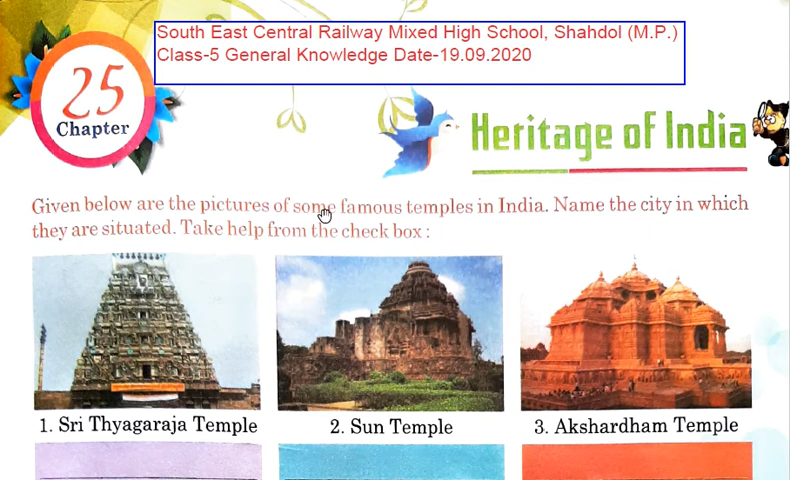 South East Central Railway Mixed High School, Shahdol (M.P.)
Class-5 General Knowledge Date-19.09.2020
25
Chapter
Heritage of India
Given below are the pictures of some famous temples in India. Name the city in which
they are situated. Take help from the check box :
1. Sri Thyagaraja Temple
2. Sun Temple
3. Akshardham Temple